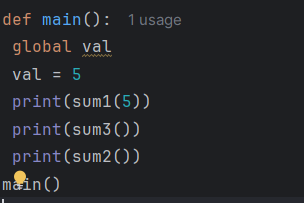 def main():  1 usage
 global val
 val = 5
 print(sum1(5))
 print(sum3())
 print(sum2())
main()